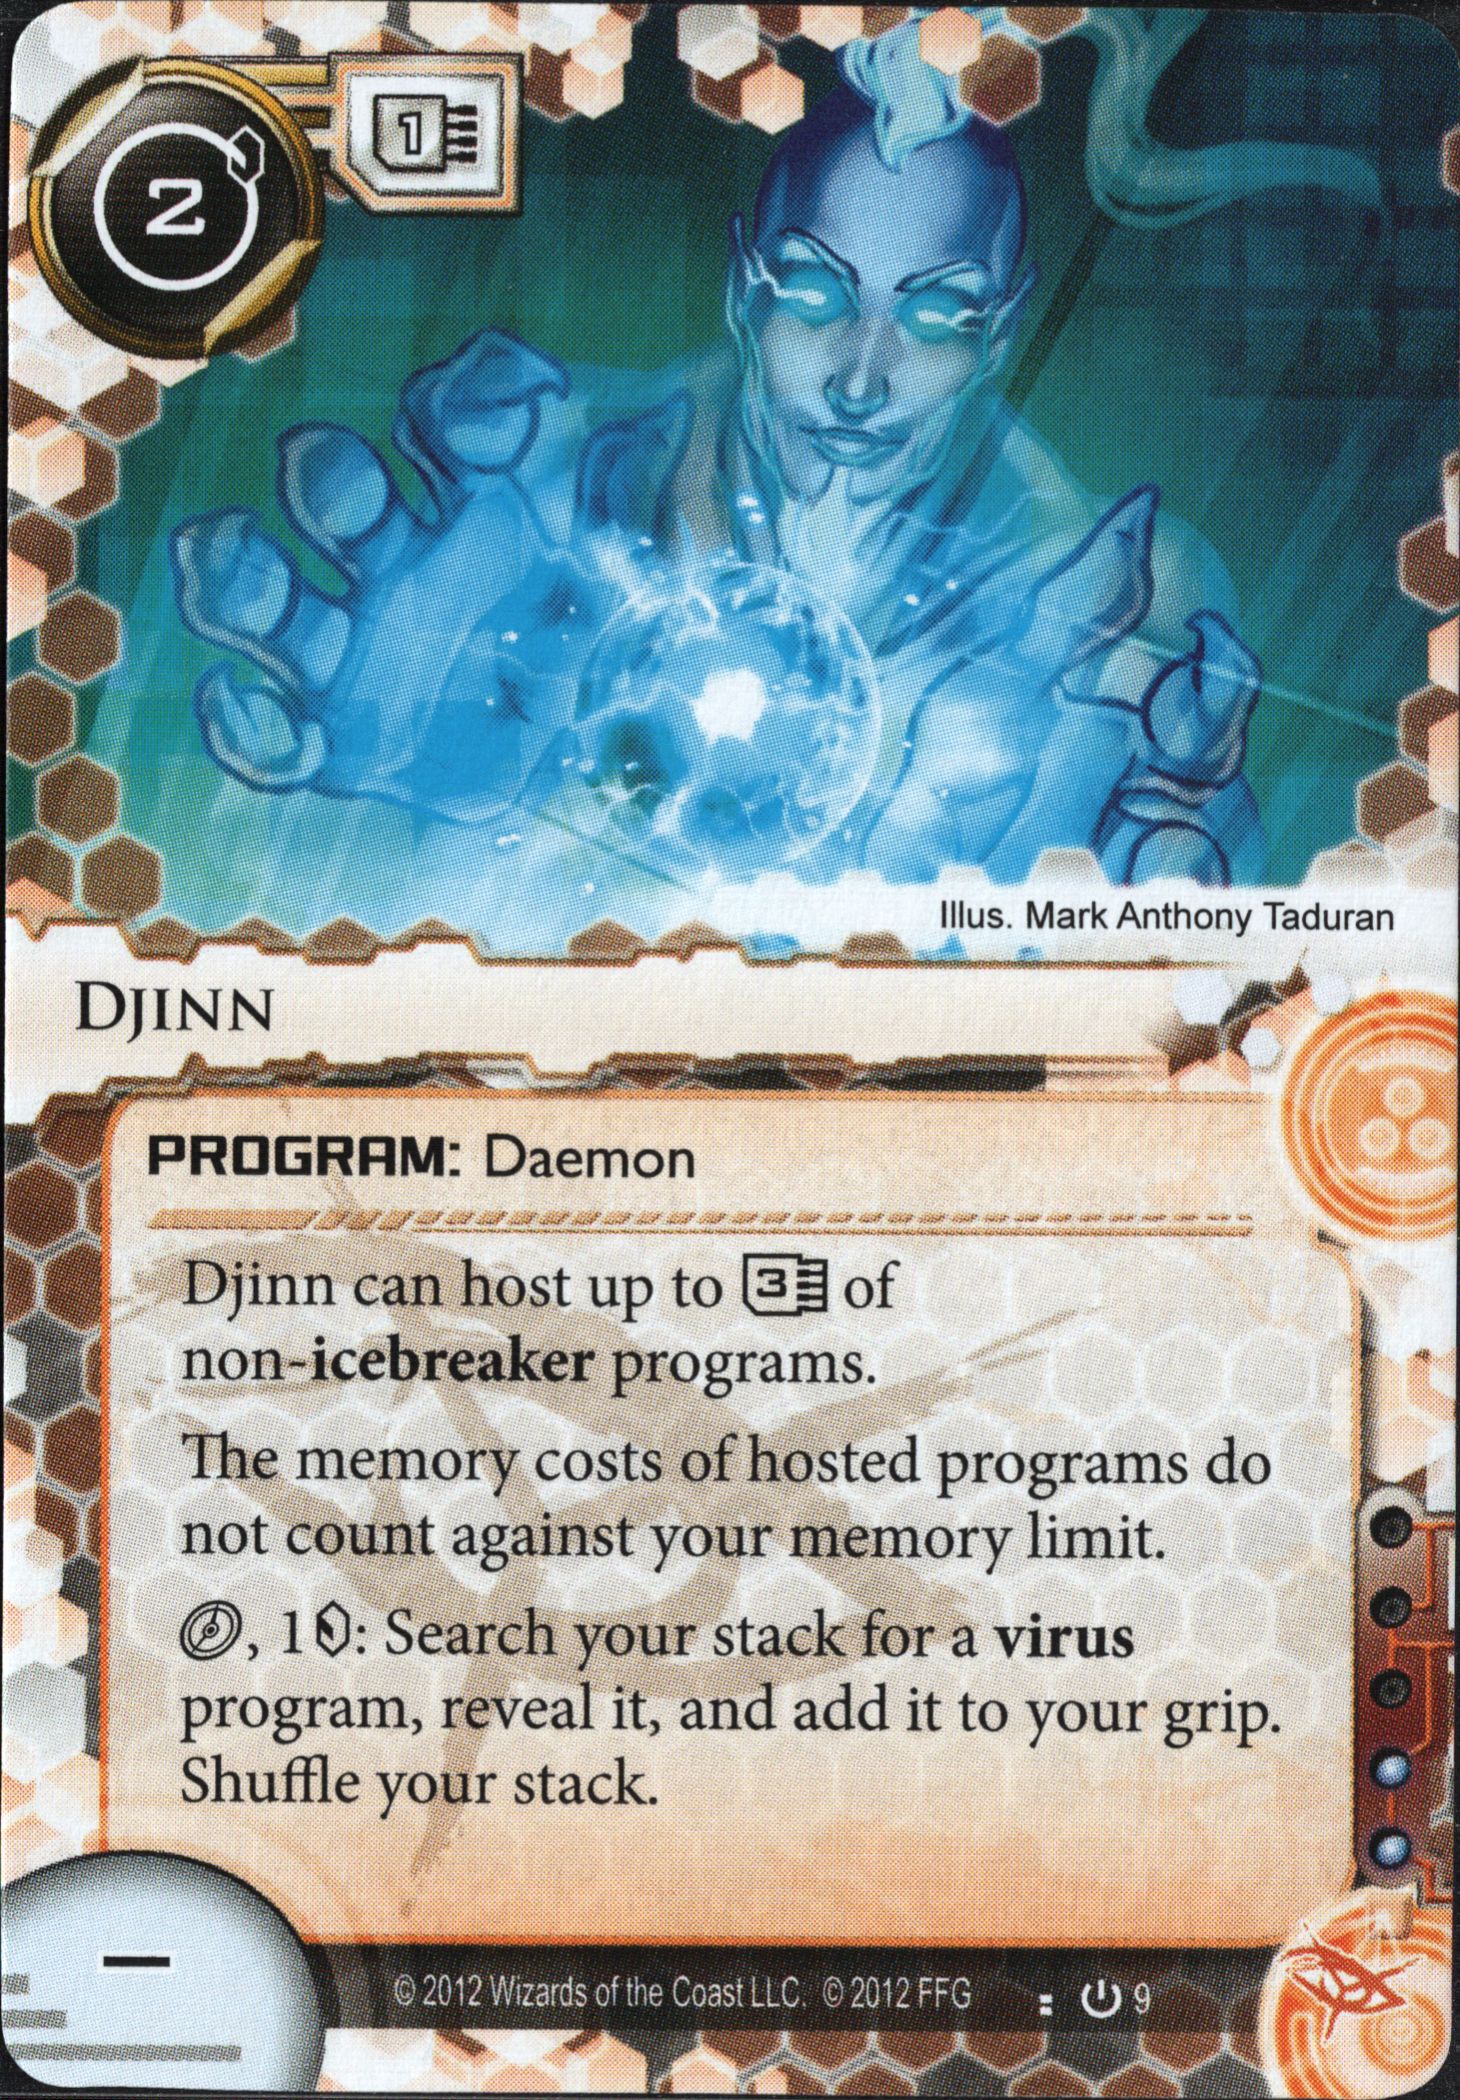 2
1
Illus. Mark Anthony Taduran
DJINN
PROGRAM: Daemon
Djinn can host up to 3 of
non-icebreaker programs.
The memory costs of hosted programs do
not count against your memory limit.
, 1: Search your stack for a virus
program, reveal it, and add it to your grip.
Shuffle your stack.
–
© 2012 Wizards of the Coast LLC. © 2012 FFG 9